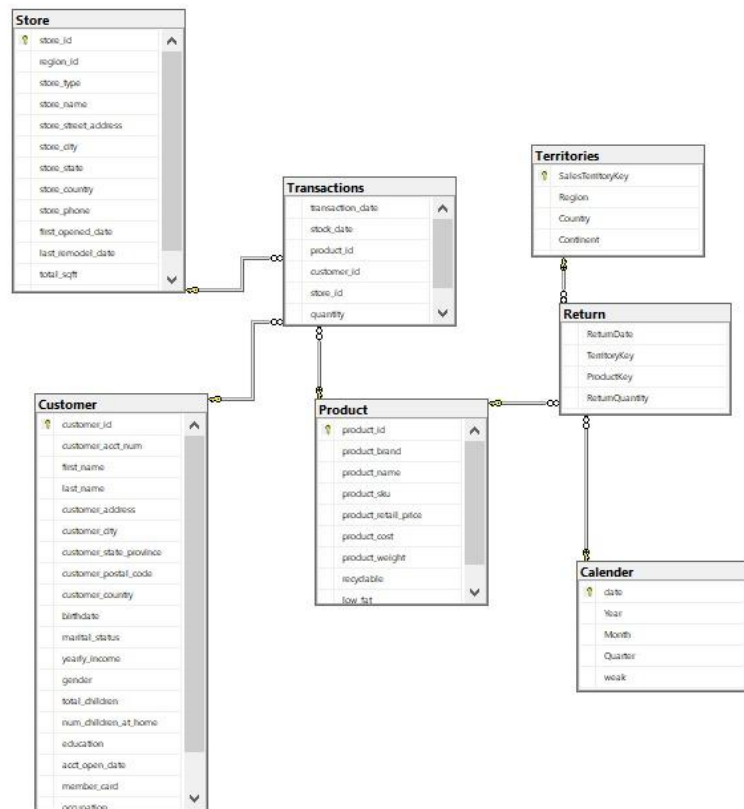 Store
store_id
region_id
store_type
store_name
store_street_address
store_city
store_state
store_country
store_phone
first_opened_date
last_remodel_date
total_sqft
Transactions
transaction_date
stock_date
product_id
customer_id
store_id
quantity
Territories
SalesTerritoryKey
Region
Country
Continent
Return
ReturnDate
TerritoryKey
ProductKey
ReturnQuantity
Customer
customer_id
customer_acct_num
first_name
last_name
customer_address
customer_city
customer_state_province
customer_postal_code
customer_country
birthdate
marital_status
yearly_income
gender
total_children
num_children_at_home
education
acct_open_date
member_card
occupation
Product
product_id
product_brand
product_name
product_sku
product_retail_price
product_cost
product_weight
recyclable
low_fat
Calender
date
Year
Month
Quarter
weak